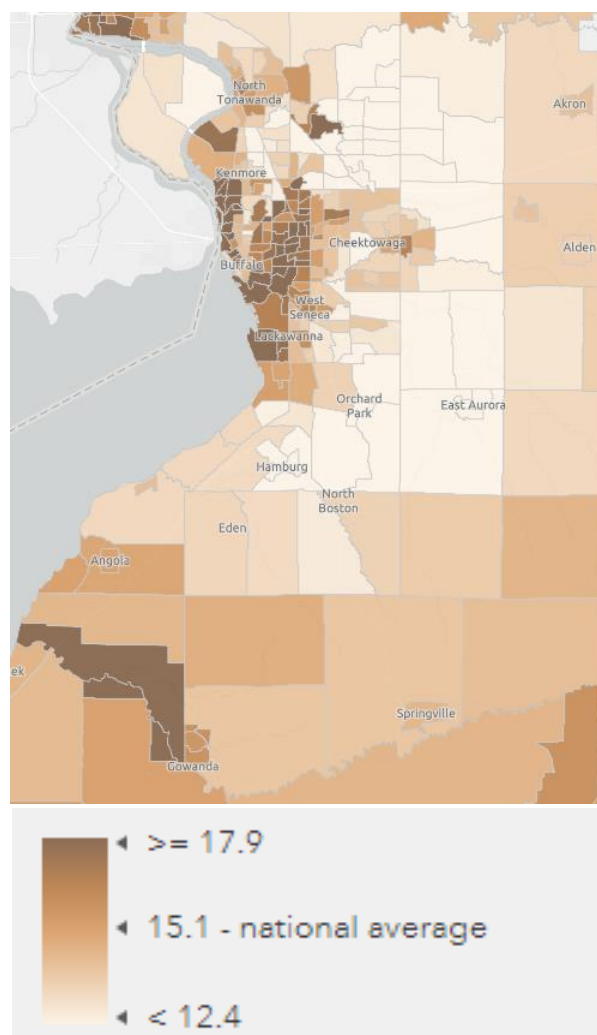 North
Tonawanda
Akron
Kenmore
Cheektowaga
Alden
Buffalo
West
Seneca
Lackawanna
Orchard
Park
East Aurora
Hamburg
North
Boston
Eden
Angola
ek
Springville
Gowanda
>= 17.9
15.1 - national average
< 12.4